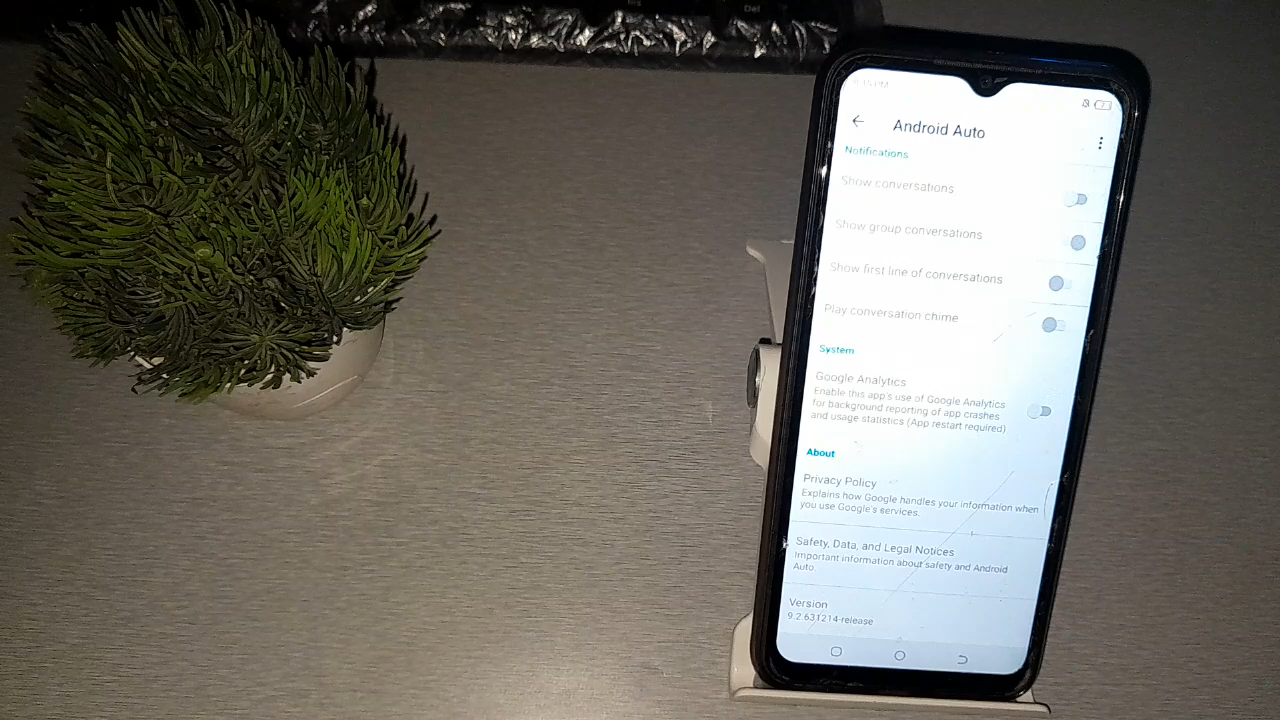 Del
Android Auto
Notifications
Show conversations
Show group conversations
Show first line of conversations
Play conversation chime
System
Google Analytics
Enable this app's use of Google Analytics
for background reporting of app crashes
and usage statistics (App restart required)
About
Privacy Policy
Explains how Google handles your information when
you use Google's services.
Safety, Data, and Legal Notices
Important information about safety and Android
Auto.
Version
9.2.631214-release